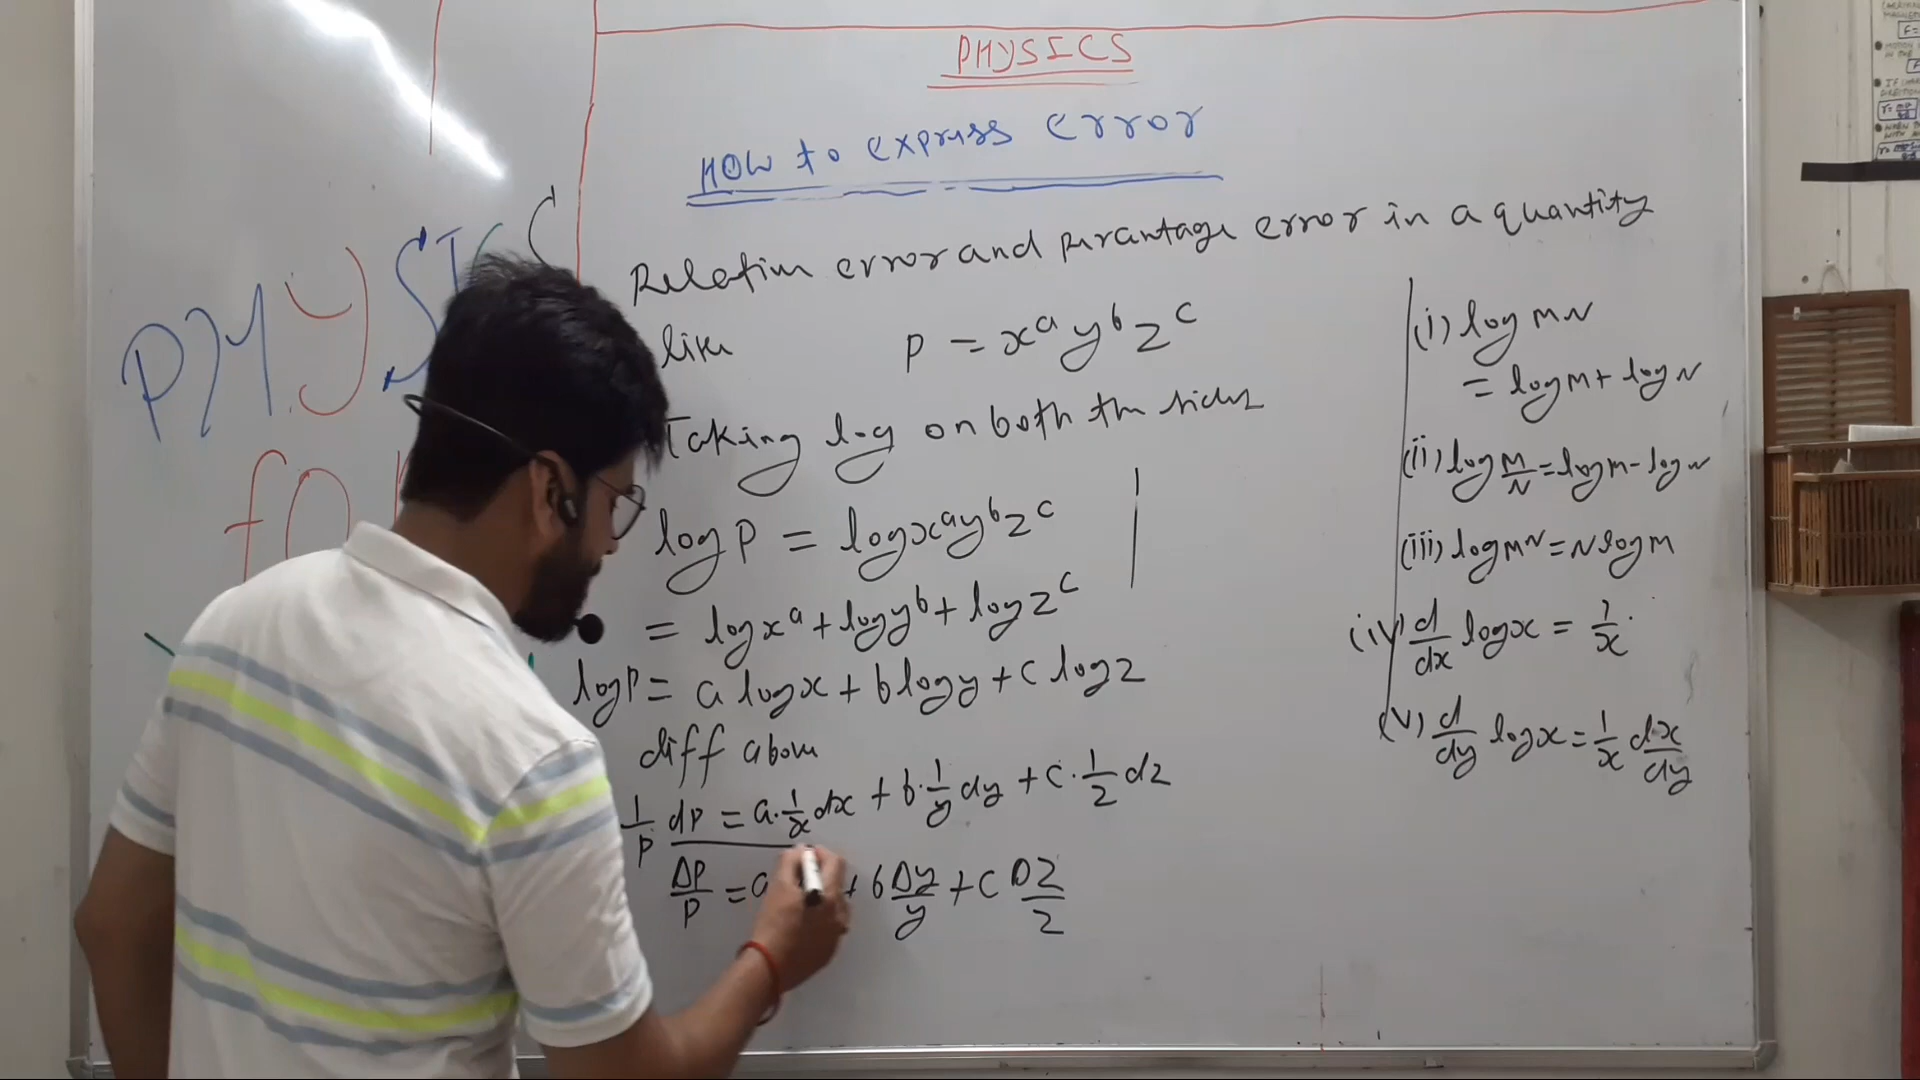 PHYSICS
HOW to express error
Relation error and parantage error in a quantity
like P = x^a y^b z^c
Taking log on both the sides
log P = log x^a y^b z^c
= log x^a + log y^b + log z^c
log P = a log x + b log y + c log z
diff above
1/P dP = a·1/x dx + b·1/y dy + c·1/z dz
ΔP/P = a + b Δy/y + c Δz/z
(i) log MN
= log M + log N
(ii) log M/N = log M - log N
(iii) log M^N = N log M
(iv) d/dx log x = 1/x
(v) d/dy log x = 1/x dx/dy
PHYSICS
fo